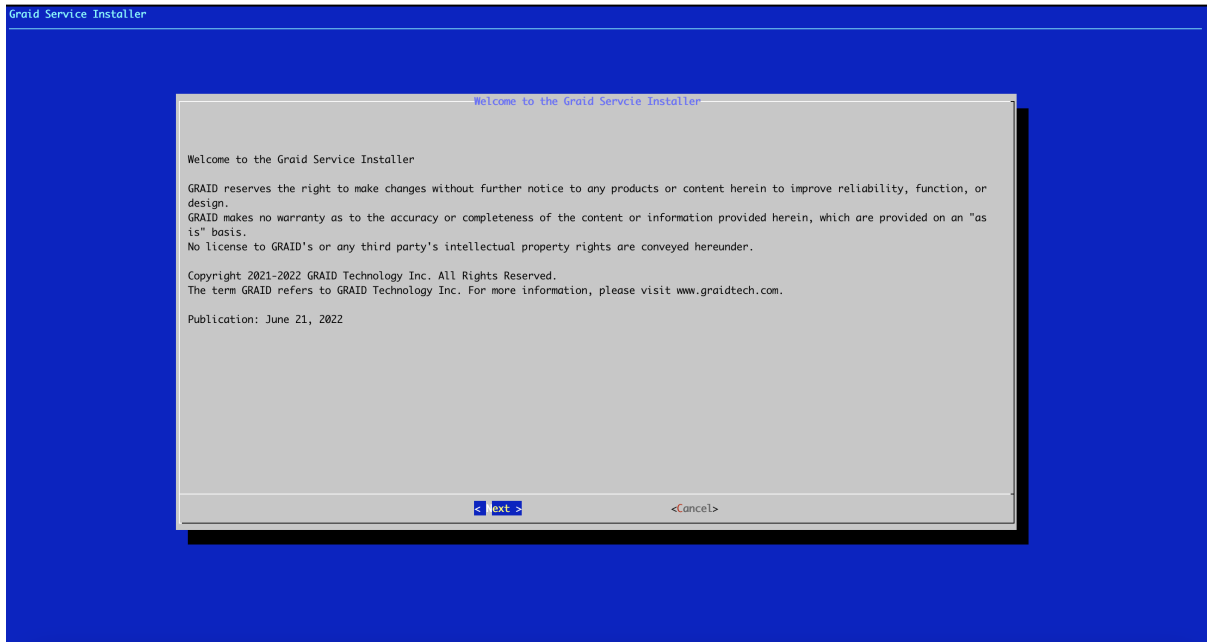 Graid Service Installer
Welcome to the Graid Servcie Installer
Welcome to the Graid Service Installer
GRAID reserves the right to make changes without further notice to any products or content herein to improve reliability, function, or
design.
GRAID makes no warranty as to the accuracy or completeness of the content or information provided herein, which are provided on an "as
is" basis.
No license to GRAID's or any third party's intellectual property rights are conveyed hereunder.
Copyright 2021-2022 GRAID Technology Inc. All Rights Reserved.
The term GRAID refers to GRAID Technology Inc. For more information, please visit www.graidtech.com.
Publication: June 21, 2022
< Next > <Cancel>